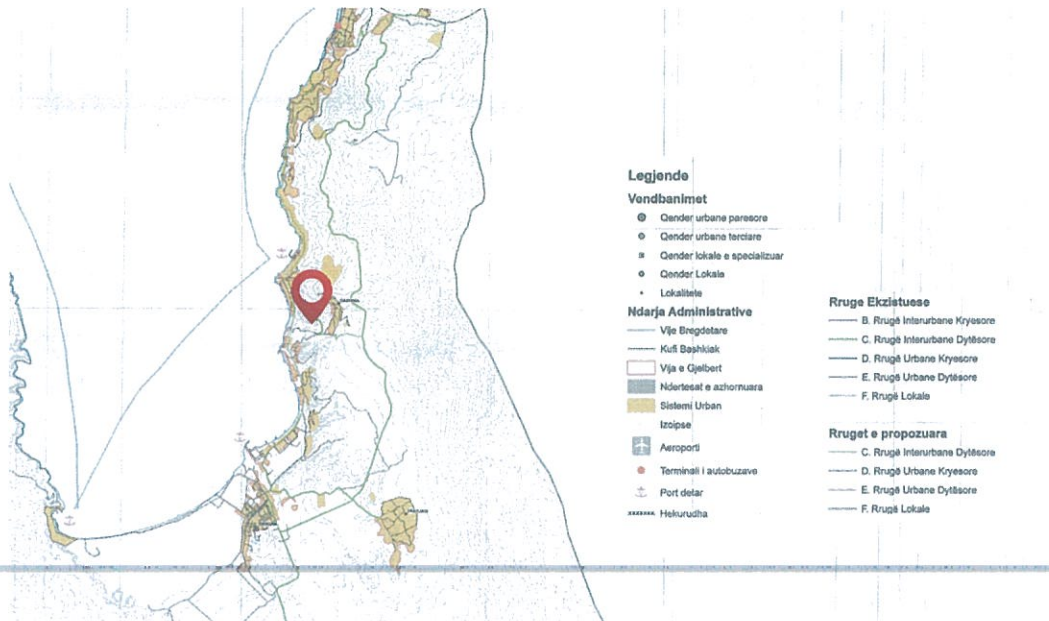 Legjende
Vendbanimet
Qender urbane paresore
Qender urbane terciare
Qender lokale e specializuar
Qender Lokale
Lokalitete
Ndarja Administrative
Vije Bregdetare
Kufi Bashkiak
Vija e Gjelbert
Ndertesat e azhornuara
Sistemi Urban
Izoipse
Aeroporti
Terminali i autobuzave
Port detar
Hekurudha
Rruge Ekzistuese
B. Rrugë Interurbane Kryesore
C. Rrugë Interurbane Dytësore
D. Rrugë Urbane Kryesore
E. Rrugë Urbane Dytësore
F. Rrugë Lokale
Rruget e propozuara
C. Rrugë Interurbane Dytësore
D. Rrugë Urbane Kryesore
E. Rrugë Urbane Dytësore
F. Rrugë Lokale